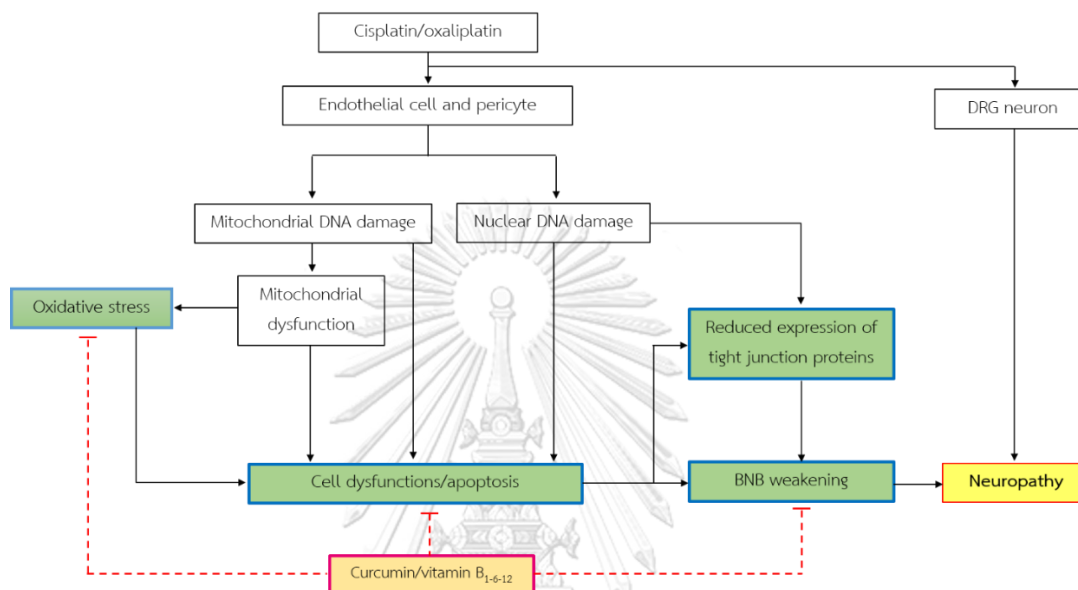 Cisplatin/oxaliplatin
Endothelial cell and pericyte
DRG neuron
Mitochondrial DNA damage
Nuclear DNA damage
Oxidative stress
Mitochondrial
dysfunction
Reduced expression of
tight junction proteins
Cell dysfunctions/apoptosis
BNB weakening
Neuropathy
Curcumin/vitamin B1-6-12